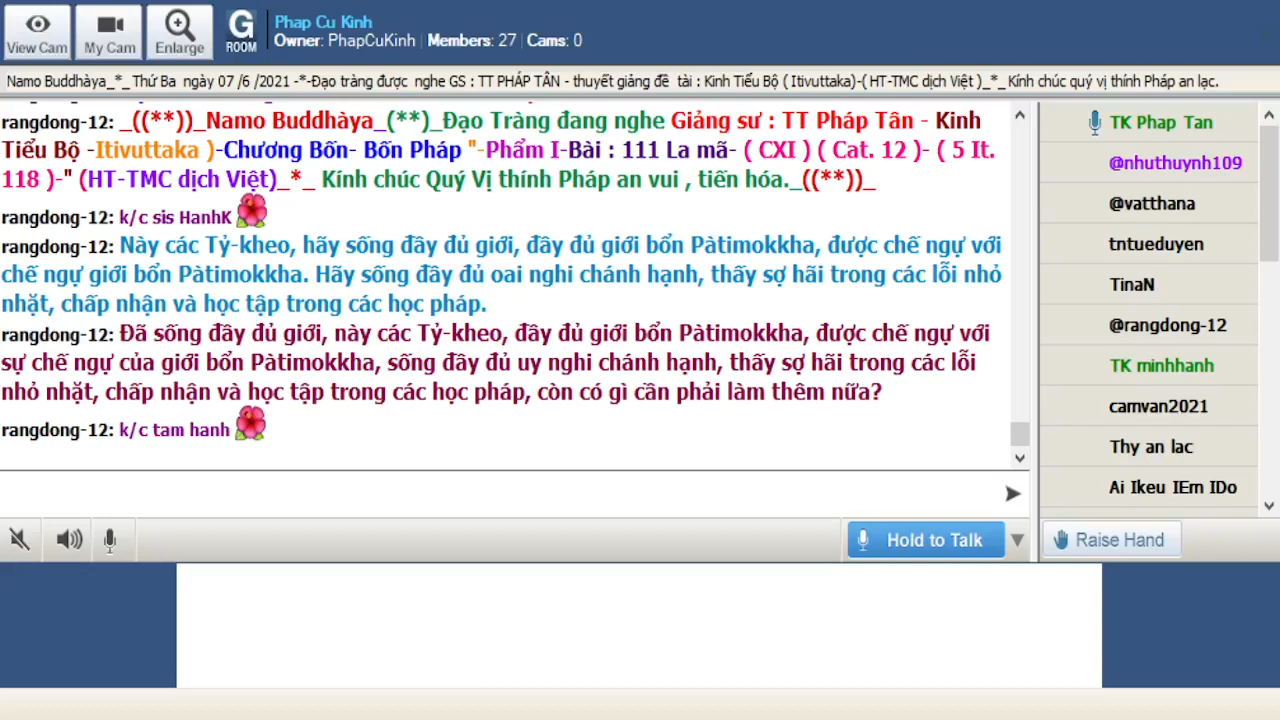 View Cam
My Cam
Enlarge
G
ROOM
Phap Cu Kinh
Owner: PhapCuKinh Members: 27 Cams: 0
Namo Buddhàya_*_Thứ Ba ngày 07 /6 /2021 -*-Đạo tràng được nghe GS : TT PHÁP TÂN - thuyết giảng đề tài : Kinh Tiểu Bộ ( Itivuttaka)-( HT-TMC dịch Việt )_*_Kính chúc quý vị thính Pháp an lạc.
rangdong-12: _((**))_Namo Buddhàya_(**)_Đạo Tràng đang nghe Giảng sư : TT Pháp Tân - Kinh
Tiểu Bộ -Itivuttaka )-Chương Bốn- Bốn Pháp "-Phẩm I-Bài : 111 La mã- ( CXI ) ( Cat. 12 )- ( 5 It.
118 )-" (HT-TMC dịch Việt)_*_ Kính chúc Quý Vị thính Pháp an vui , tiến hóa._((**))_
rangdong-12: k/c sis HanhK
rangdong-12: Này các Tỷ-kheo, hãy sống đầy đủ giới, đầy đủ giới bổn Pàtimokkha, được chế ngự với
chế ngự giới bổn Pàtimokkha. Hãy sống đầy đủ oai nghi chánh hạnh, thấy sợ hãi trong các lỗi nhỏ
nhặt, chấp nhận và học tập trong các học pháp.
rangdong-12: Đã sống đầy đủ giới, này các Tỷ-kheo, đầy đủ giới bổn Pàtimokkha, được chế ngự với
sự chế ngự của giới bổn Pàtimokkha, sống đầy đủ uy nghi chánh hạnh, thấy sợ hãi trong các lỗi
nhỏ nhặt, chấp nhận và học tập trong các học pháp, còn có gì cần phải làm thêm nữa?
rangdong-12: k/c tam hanh
Hold to Talk
TK Phap Tan
@nhuthuynh109
@vatthana
tntueduyen
TinaN
@rangdong-12
TK minhhanh
camvan2021
Thy an lac
Ai Ikeu IEm IDo
Raise Hand